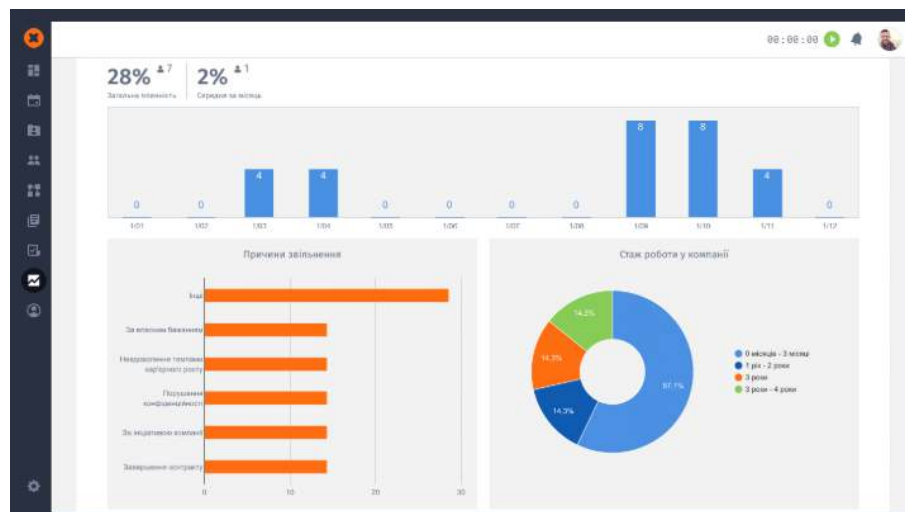 00:00:00
28% 7
2% 1
Загальна плинність
Середня за місяць
0 0 4 4 0 0 0 0 8 8 4 0
1/01 1/02 1/03 1/04 1/05 1/06 1/07 1/08 1/09 1/10 1/11 1/12
Причини звільнення
Інші
За власним бажанням
Незадоволення темпами
кар'єрного росту
Порушення
конфіденційності
За ініціативою компанії
Завершення контракту
0 10 20 30
Стаж роботи у компанії
14,3%
14,3%
14,3%
57,1%
0 місяців - 3 місяці
1 рік - 2 роки
3 роки
3 роки - 4 роки